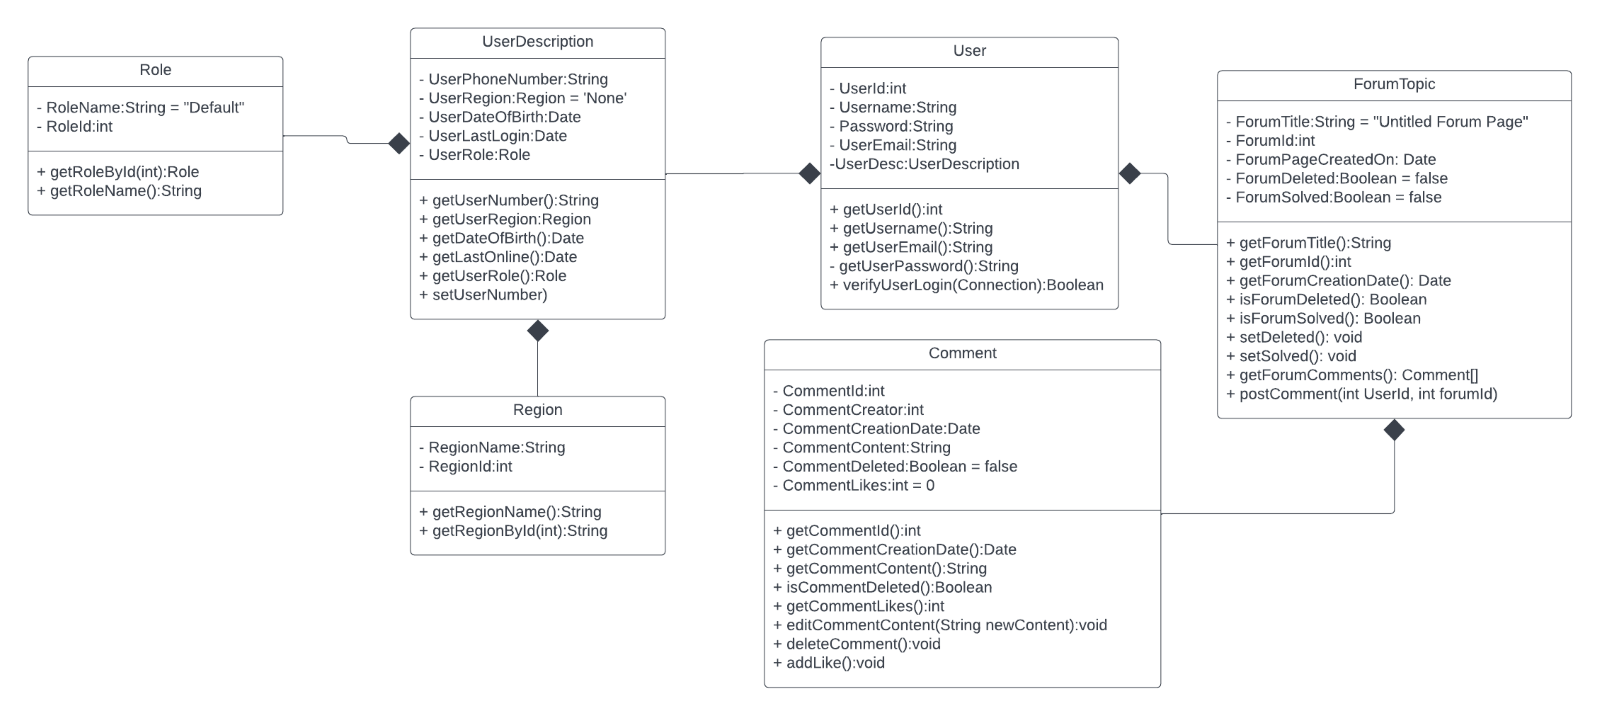 Role
- RoleName:String = "Default"
- RoleId:int
+ getRoleById(int):Role
+ getRoleName():String
UserDescription
- UserPhoneNumber:String
- UserRegion:Region = 'None'
- UserDateOfBirth:Date
- UserLastLogin:Date
- UserRole:Role
+ getUserNumber():String
+ getUserRegion:Region
+ getDateOfBirth():Date
+ getLastOnline():Date
+ getUserRole():Role
+ setUserNumber)
Region
- RegionName:String
- RegionId:int
+ getRegionName():String
+ getRegionById(int):String
User
- UserId:int
- Username:String
- Password:String
- UserEmail:String
-UserDesc:UserDescription
+ getUserId():int
+ getUsername():String
+ getUserEmail():String
- getUserPassword():String
+ verifyUserLogin(Connection):Boolean
Comment
- CommentId:int
- CommentCreator:int
- CommentCreationDate:Date
- CommentContent:String
- CommentDeleted:Boolean = false
- CommentLikes:int = 0
+ getCommentId():int
+ getCommentCreationDate():Date
+ getCommentContent():String
+ isCommentDeleted():Boolean
+ getCommentLikes():int
+ editCommentContent(String newContent):void
+ deleteComment():void
+ addLike():void
ForumTopic
- ForumTitle:String = "Untitled Forum Page"
- ForumId:int
- ForumPageCreatedOn: Date
- ForumDeleted:Boolean = false
- ForumSolved:Boolean = false
+ getForumTitle():String
+ getForumId():int
+ getForumCreationDate(): Date
+ isForumDeleted(): Boolean
+ isForumSolved(): Boolean
+ setDeleted(): void
+ setSolved(): void
+ getForumComments(): Comment[]
+ postComment(int UserId, int forumId)